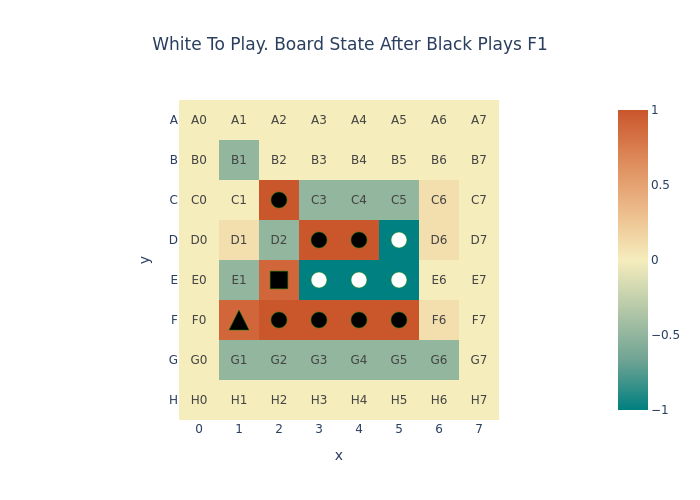 White To Play. Board State After Black Plays F1
A A0 A1 A2 A3 A4 A5 A6 A7
B B0 B1 B2 B3 B4 B5 B6 B7
C C0 C1 C3 C4 C5 C6 C7
D D0 D1 D2 D6 D7
E E0 E1 E6 E7
F F0 F6 F7
G G0 G1 G2 G3 G4 G5 G6 G7
H H0 H1 H2 H3 H4 H5 H6 H7
0 1 2 3 4 5 6 7
x
y
1
0.5
0
−0.5
−1